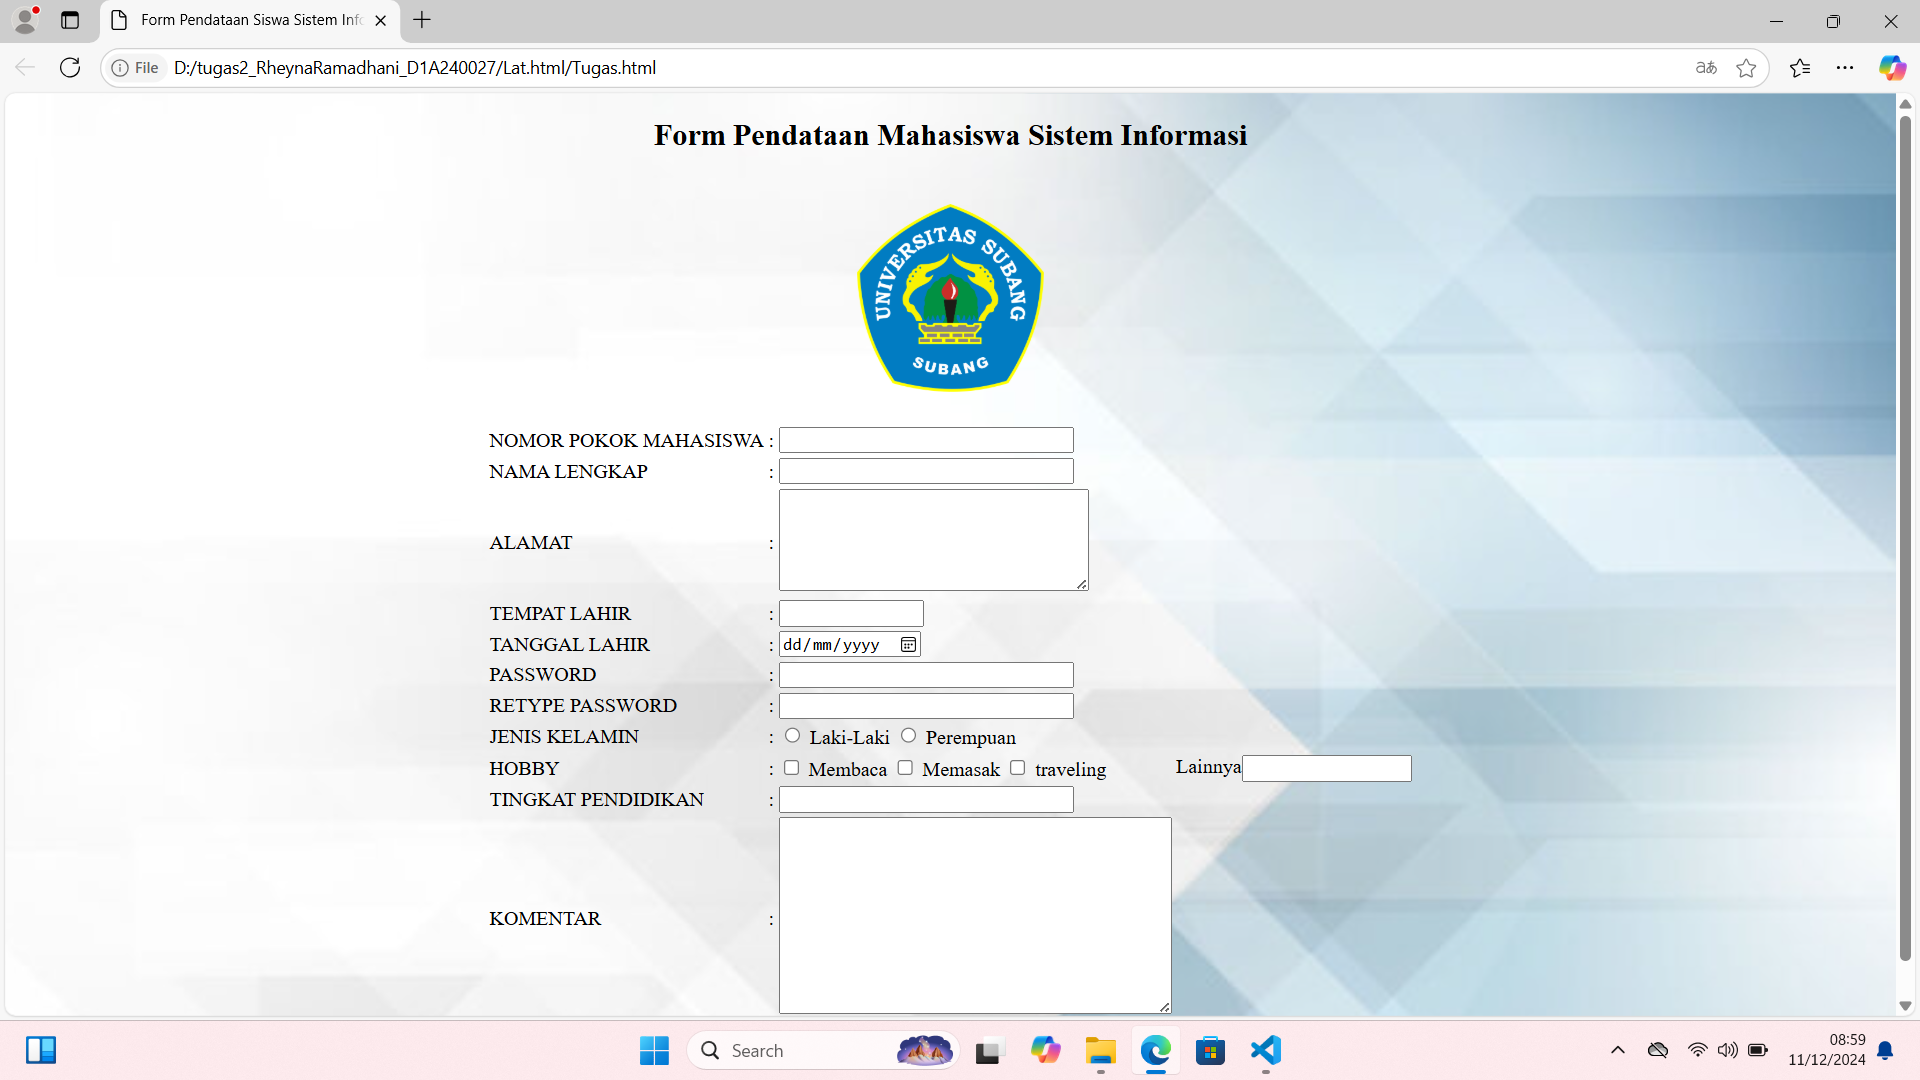 Form Pendataan Siswa Sistem Info
File D:/tugas2_RheynaRamadhani_D1A240027/Lat.html/Tugas.html
Form Pendataan Mahasiswa Sistem Informasi
UNIVERSITAS SUBANG
SUBANG
NOMOR POKOK MAHASISWA :
NAMA LENGKAP :
ALAMAT :
TEMPAT LAHIR :
TANGGAL LAHIR : dd/mm/yyyy
PASSWORD :
RETYPE PASSWORD :
JENIS KELAMIN : Laki-Laki Perempuan
HOBBY : Membaca Memasak traveling Lainnya
TINGKAT PENDIDIKAN :
KOMENTAR :
Search
08:59
11/12/2024